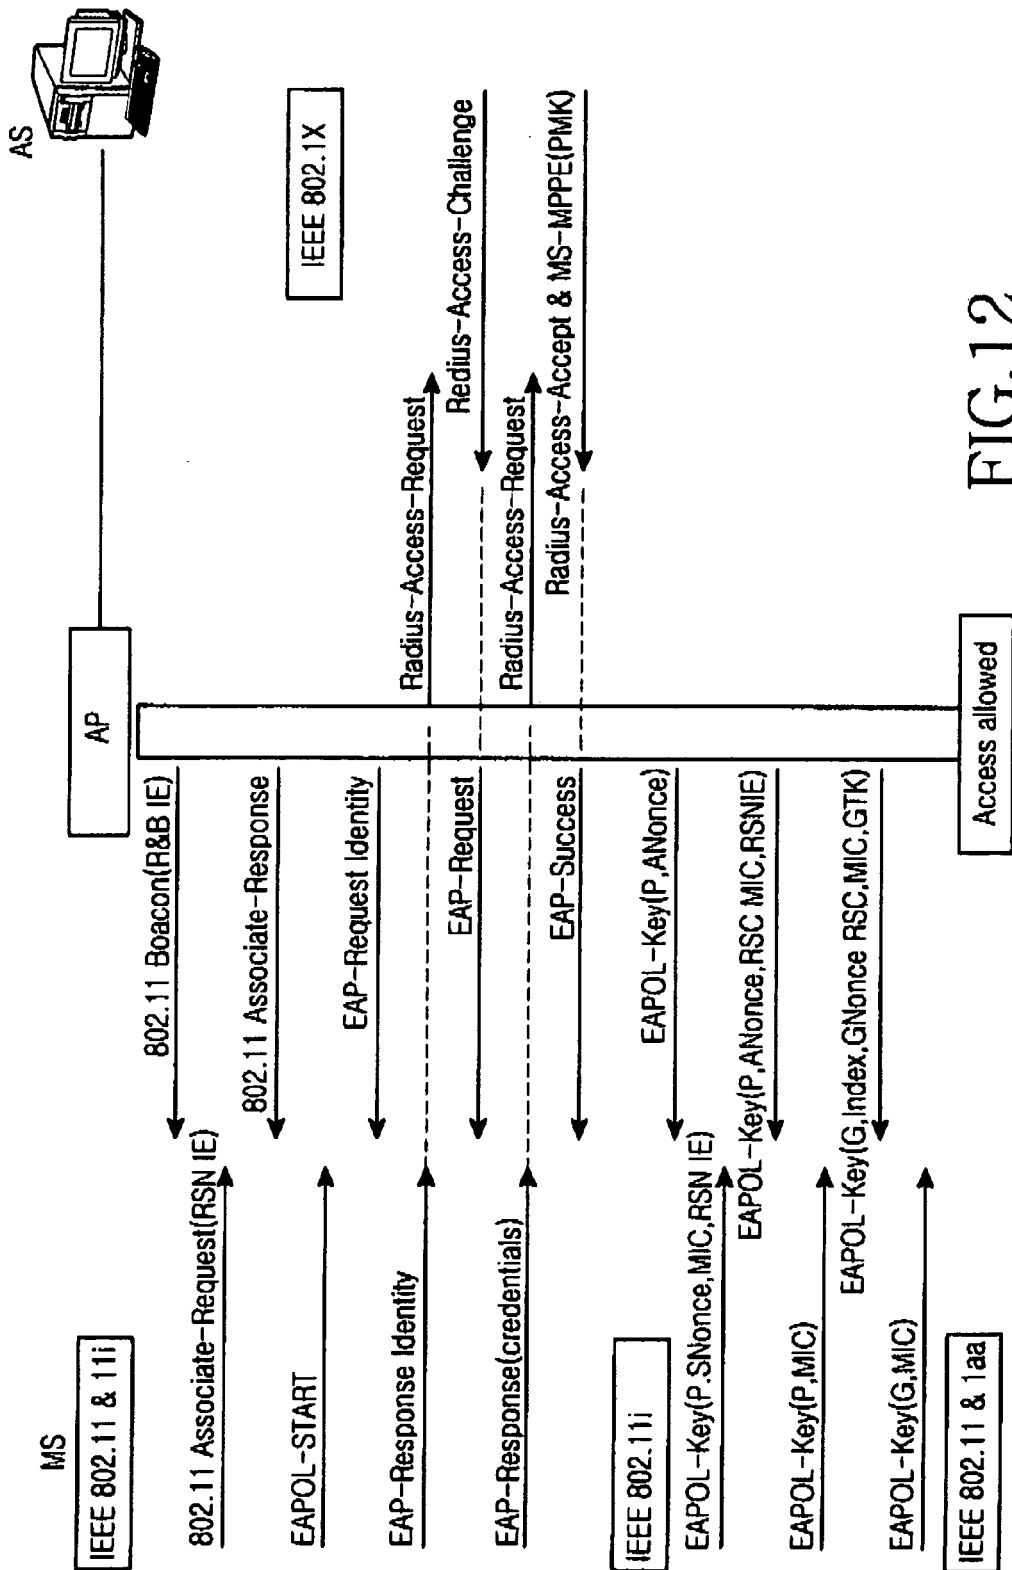 MS
AS
IEEE 802.11 & 11i
AP
802.11 Boacon(R&B IE)
802.11 Associate-Request(RSN IE)
802.11 Associate-Response
EAPOL-START
IEEE 802.1X
EAP-Request Identity
EAP-Response Identity
Radius-Access-Request
EAP-Request
Redius-Access-Challenge
EAP-Response(credentials)
Radius-Access-Request
EAP-Success
Radius-Access-Accept & MS-MPPE(PMK)
IEEE 802.11i
EAPOL-Key(P,ANonce)
EAPOL-Key(P.SNonce,MIC,RSN IE)
EAPOL-Key(P,ANonce,RSC MIC,RSNIE)
EAPOL-Key(P,MIC)
EAPOL-Key(G,Index,GNonce RSC,MIC,GTK)
EAPOL-Key(G,MIC)
IEEE 802.11 & 1aa
Access allowed
FIG.12